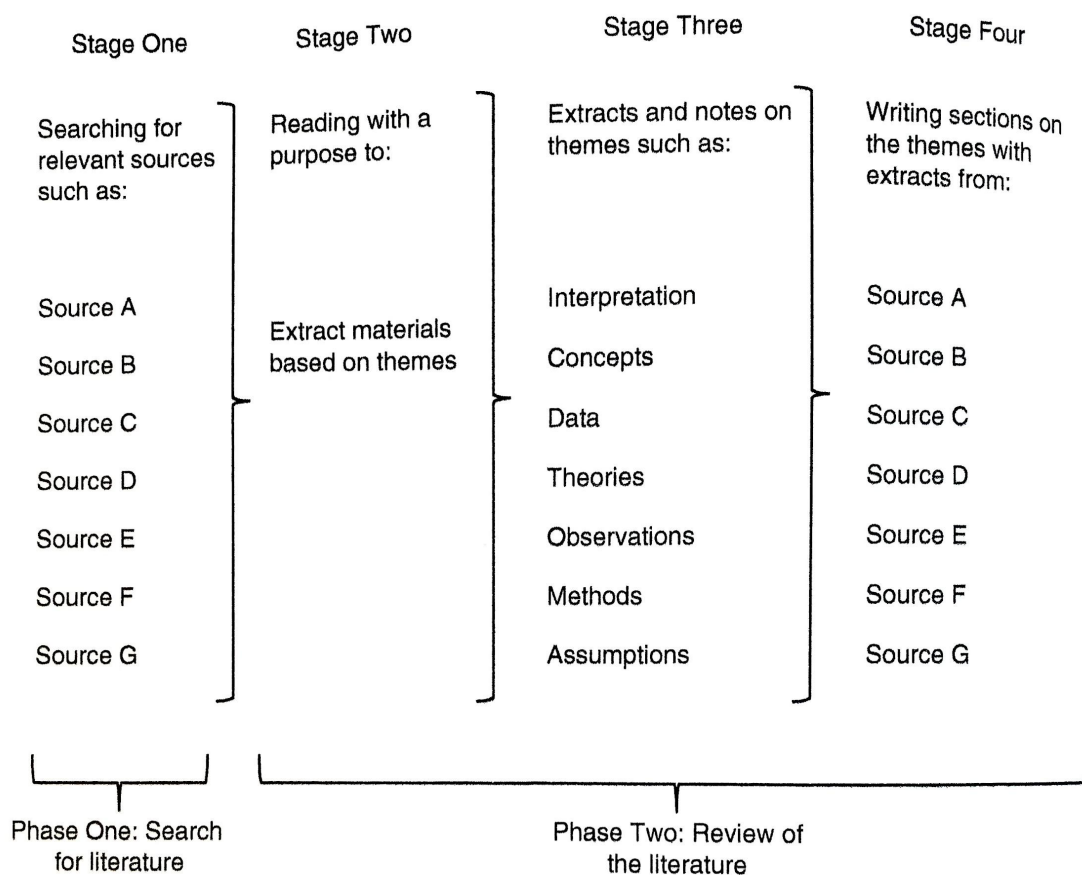 Stage One
Stage Two
Stage Three
Stage Four
Searching for
relevant sources
such as:
Source A
Source B
Source C
Source D
Source E
Source F
Source G
Reading with a
purpose to:
Extract materials
based on themes
Extracts and notes on
themes such as:
Interpretation
Concepts
Data
Theories
Observations
Methods
Assumptions
Writing sections on
the themes with
extracts from:
Source A
Source B
Source C
Source D
Source E
Source F
Source G
Phase One: Search
for literature
Phase Two: Review of
the literature